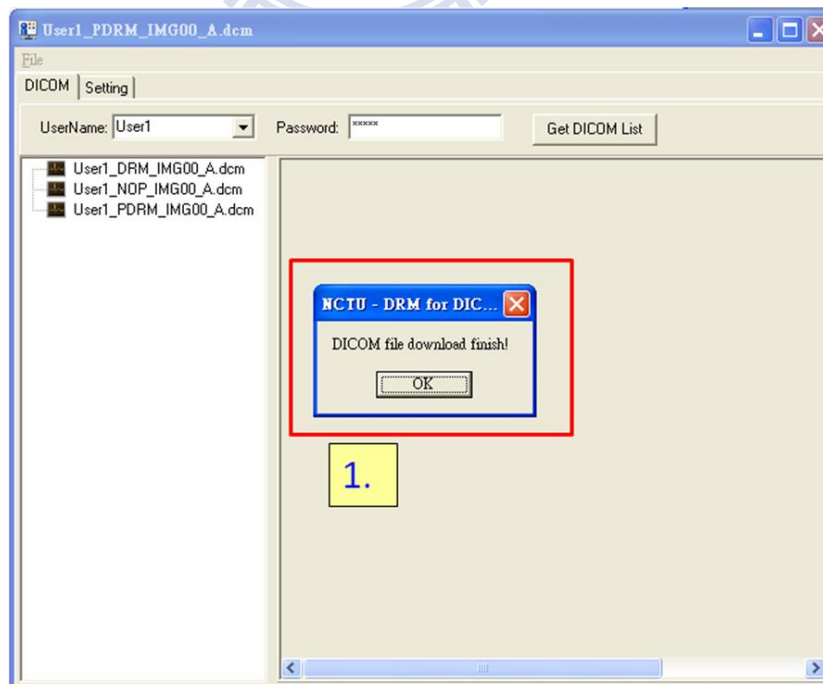 User1_PDRM_IMG00_A.dcm
File
DICOM Setting
UserName: User1 Password: xxxxx Get DICOM List
User1_DRM_IMG00_A.dcm
User1_NOP_IMG00_A.dcm
User1_PDRM_IMG00_A.dcm
NCTU - DRM for DIC...
DICOM file download finish!
OK
1.